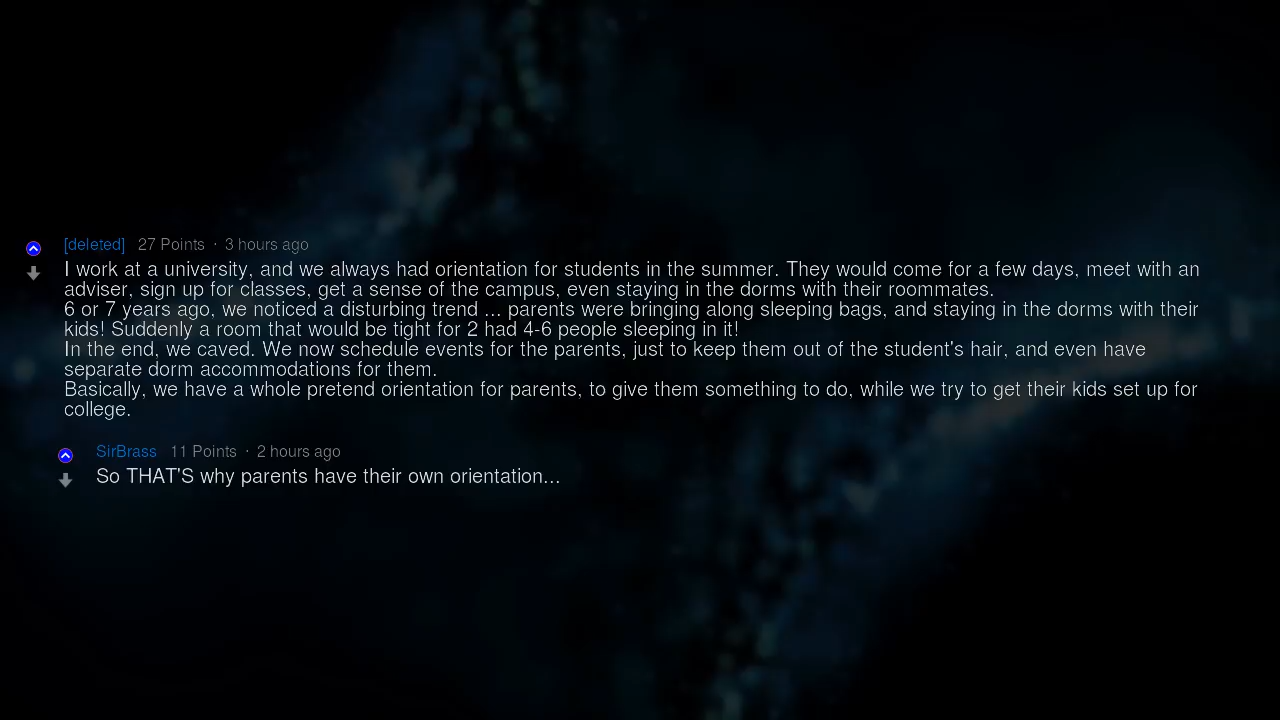 [deleted] 27 Points · 3 hours ago
I work at a university, and we always had orientation for students in the summer. They would come for a few days, meet with an
adviser, sign up for classes, get a sense of the campus, even staying in the dorms with their roommates.
6 or 7 years ago, we noticed a disturbing trend ... parents were bringing along sleeping bags, and staying in the dorms with their
kids! Suddenly a room that would be tight for 2 had 4-6 people sleeping in it!
In the end, we caved. We now schedule events for the parents, just to keep them out of the student's hair, and even have
separate dorm accommodations for them.
Basically, we have a whole pretend orientation for parents, to give them something to do, while we try to get their kids set up for
college.
SirBrass 11 Points · 2 hours ago
So THAT'S why parents have their own orientation...